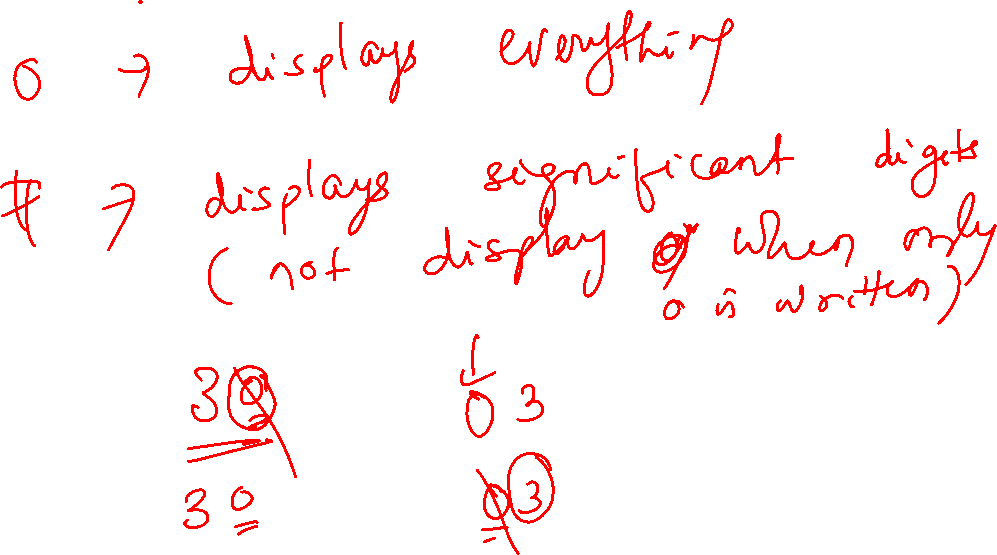 0 → displays everything
# → displays significant digits
( not display 0 when only
0 is written)
30 03
30 03